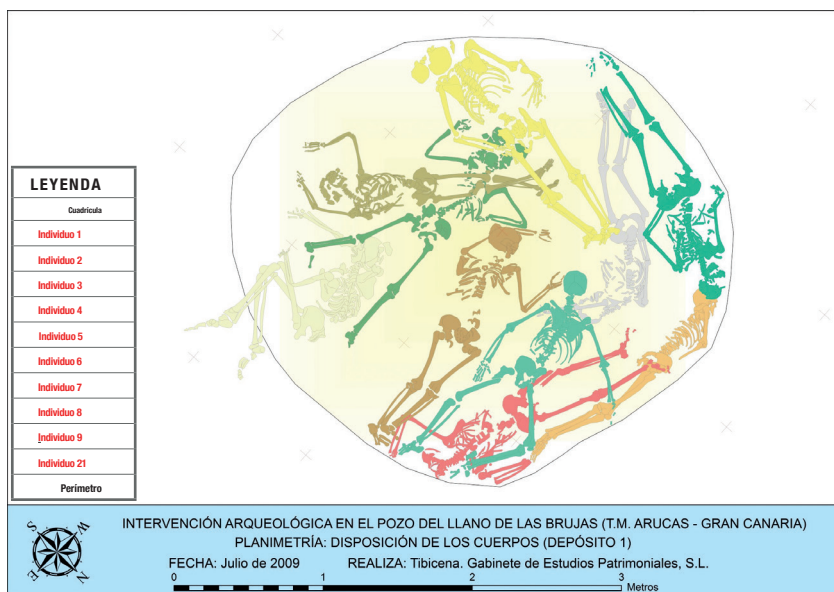 LEYENDA
Cuadrícula
Individuo 1
Individuo 2
Individuo 3
Individuo 4
Individuo 5
Individuo 6
Individuo 7
Individuo 8
Individuo 9
Individuo 21
Perímetro
INTERVENCIÓN ARQUEOLÓGICA EN EL POZO DEL LLANO DE LAS BRUJAS (T.M. ARUCAS - GRAN CANARIA)
PLANIMETRÍA: DISPOSICIÓN DE LOS CUERPOS (DEPÓSITO 1)
FECHA: Julio de 2009 REALIZA: Tibicena. Gabinete de Estudios Patrimoniales, S.L.
S W E N
0 1 2 3 Metros